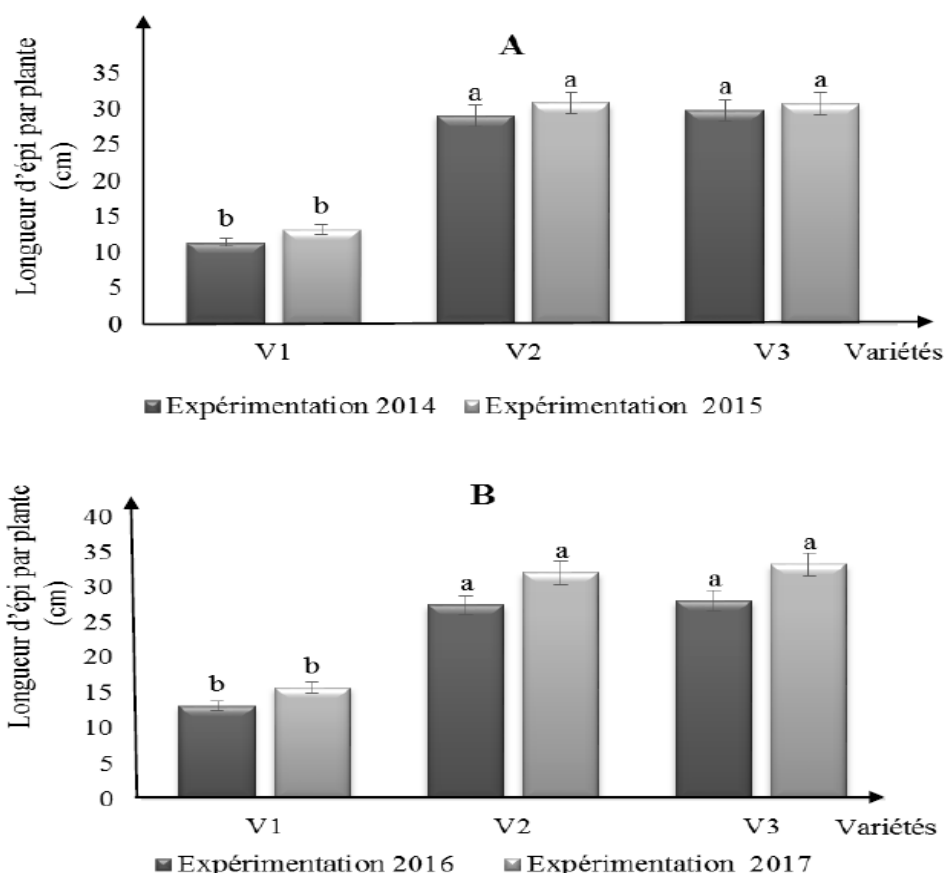 A
Longueur d'épi par plante
(cm)
35
30
25
20
15
10
5
0
b b a a a a
V1 V2 V3 Variétés
Expérimentation 2014 Expérimentation 2015
B
Longueur d'épi par plante
(cm)
40
35
30
25
20
15
10
5
0
b b a a a a
V1 V2 V3 Variétés
Expérimentation 2016 Expérimentation 2017